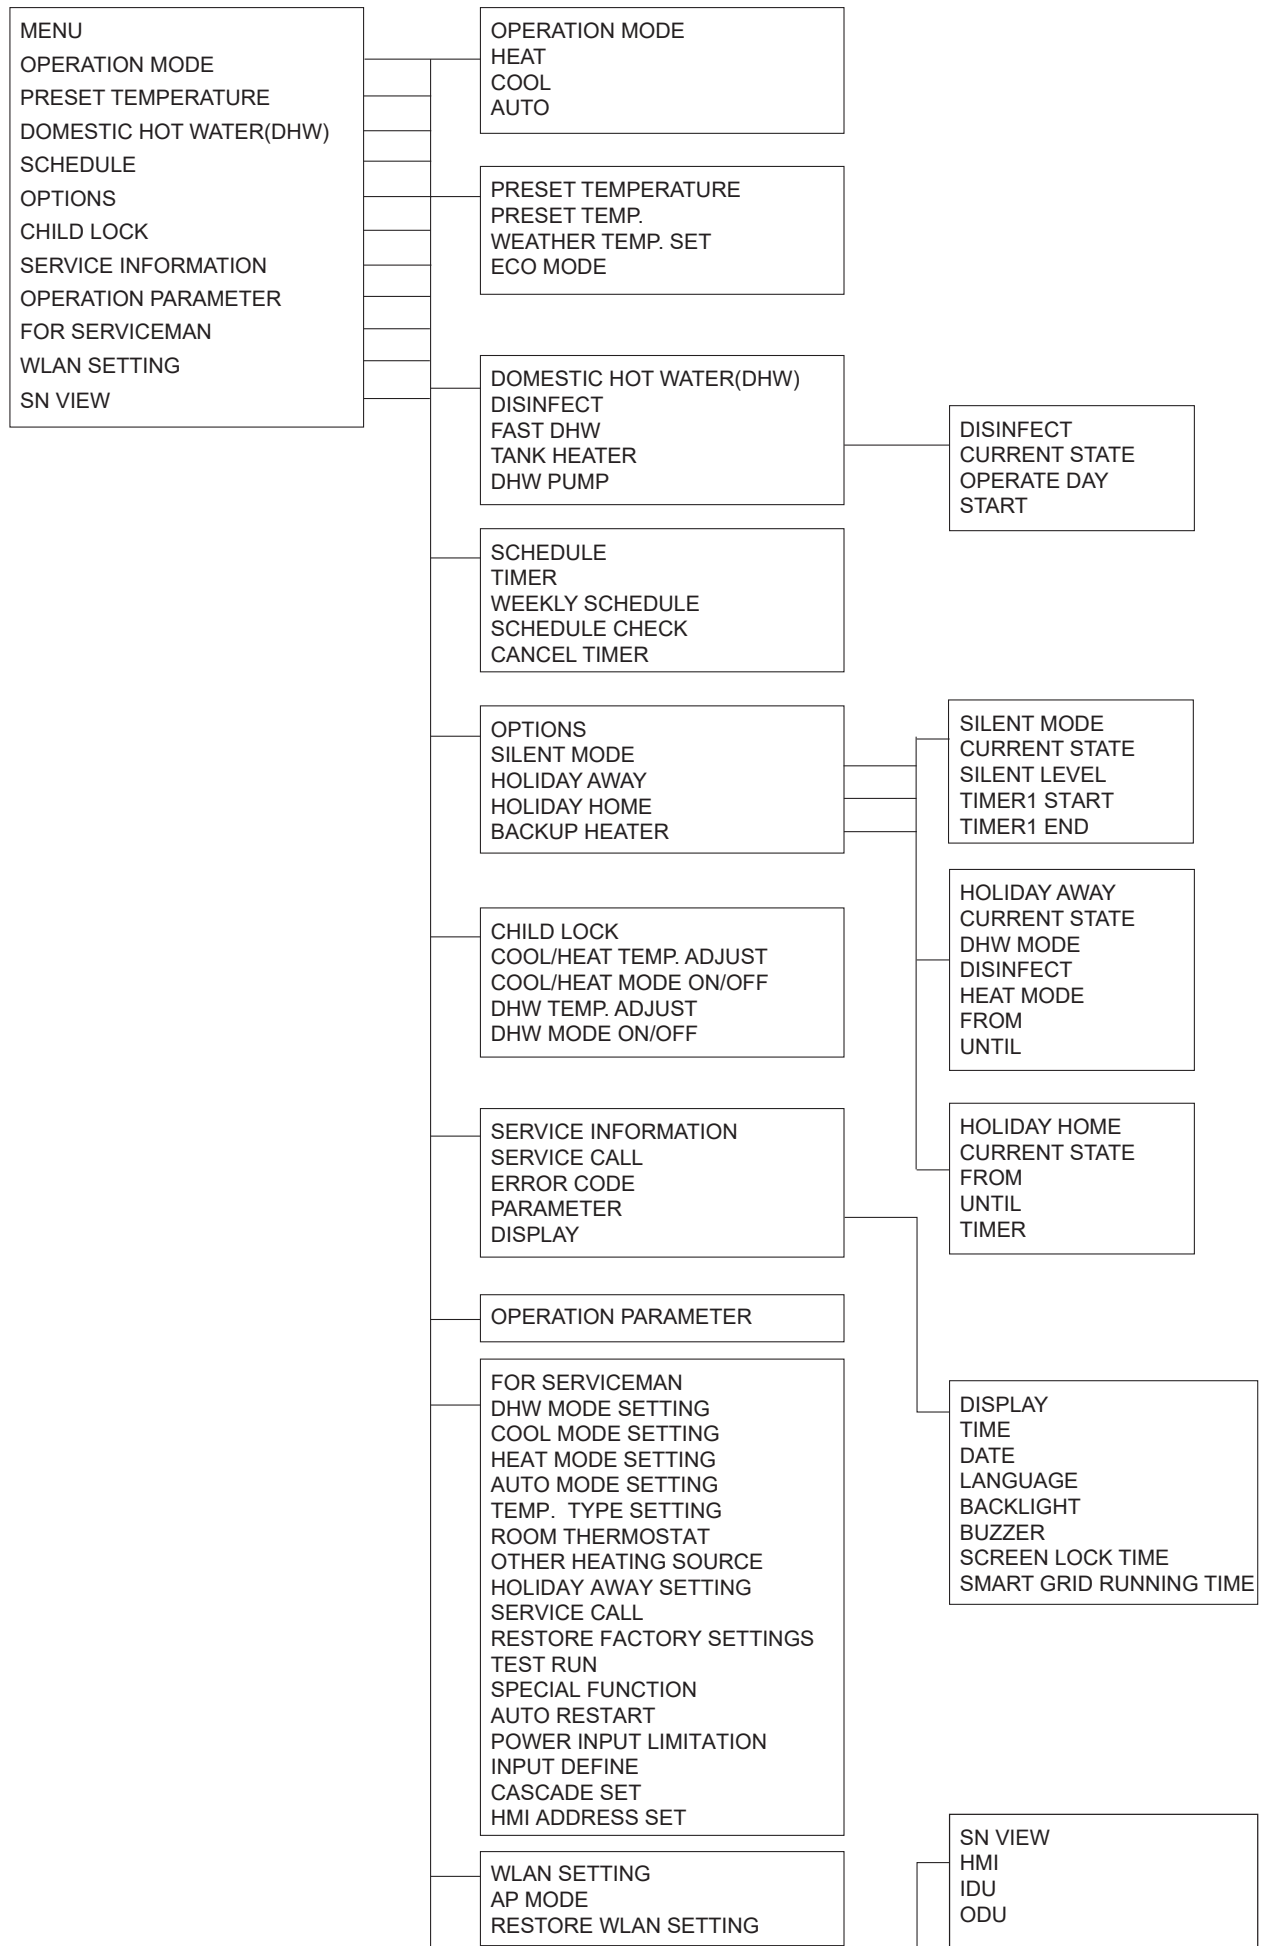 MENU
OPERATION MODE
PRESET TEMPERATURE
DOMESTIC HOT WATER(DHW)
SCHEDULE
OPTIONS
CHILD LOCK
SERVICE INFORMATION
OPERATION PARAMETER
FOR SERVICEMAN
WLAN SETTING
SN VIEW
OPERATION MODE
HEAT
COOL
AUTO
PRESET TEMPERATURE
PRESET TEMP.
WEATHER TEMP. SET
ECO MODE
DOMESTIC HOT WATER(DHW)
DISINFECT
FAST DHW
TANK HEATER
DHW PUMP
DISINFECT
CURRENT STATE
OPERATE DAY
START
SCHEDULE
TIMER
WEEKLY SCHEDULE
SCHEDULE CHECK
CANCEL TIMER
OPTIONS
SILENT MODE
HOLIDAY AWAY
HOLIDAY HOME
BACKUP HEATER
SILENT MODE
CURRENT STATE
SILENT LEVEL
TIMER1 START
TIMER1 END
HOLIDAY AWAY
CURRENT STATE
DHW MODE
DISINFECT
HEAT MODE
FROM
UNTIL
HOLIDAY HOME
CURRENT STATE
FROM
UNTIL
TIMER
CHILD LOCK
COOL/HEAT TEMP. ADJUST
COOL/HEAT MODE ON/OFF
DHW TEMP. ADJUST
DHW MODE ON/OFF
SERVICE INFORMATION
SERVICE CALL
ERROR CODE
PARAMETER
DISPLAY
DISPLAY
TIME
DATE
LANGUAGE
BACKLIGHT
BUZZER
SCREEN LOCK TIME
SMART GRID RUNNING TIME
OPERATION PARAMETER
FOR SERVICEMAN
DHW MODE SETTING
COOL MODE SETTING
HEAT MODE SETTING
AUTO MODE SETTING
TEMP. TYPE SETTING
ROOM THERMOSTAT
OTHER HEATING SOURCE
HOLIDAY AWAY SETTING
SERVICE CALL
RESTORE FACTORY SETTINGS
TEST RUN
SPECIAL FUNCTION
AUTO RESTART
POWER INPUT LIMITATION
INPUT DEFINE
CASCADE SET
HMI ADDRESS SET
WLAN SETTING
AP MODE
RESTORE WLAN SETTING
SN VIEW
HMI
IDU
ODU